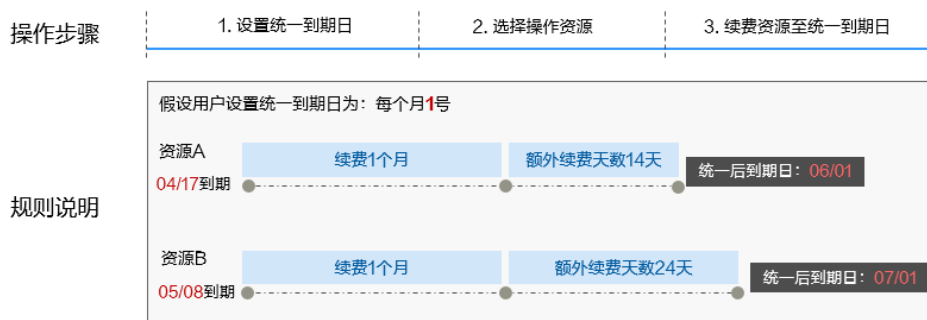 操作步骤
1. 设置统一到期日
2. 选择操作资源
3. 续费资源至统一到期日
规则说明
假设用户设置统一到期日为：每个月1号
资源A
04/17到期
续费1个月
额外续费天数14天
统一后到期日：06/01
资源B
05/08到期
续费1个月
额外续费天数24天
统一后到期日：07/01